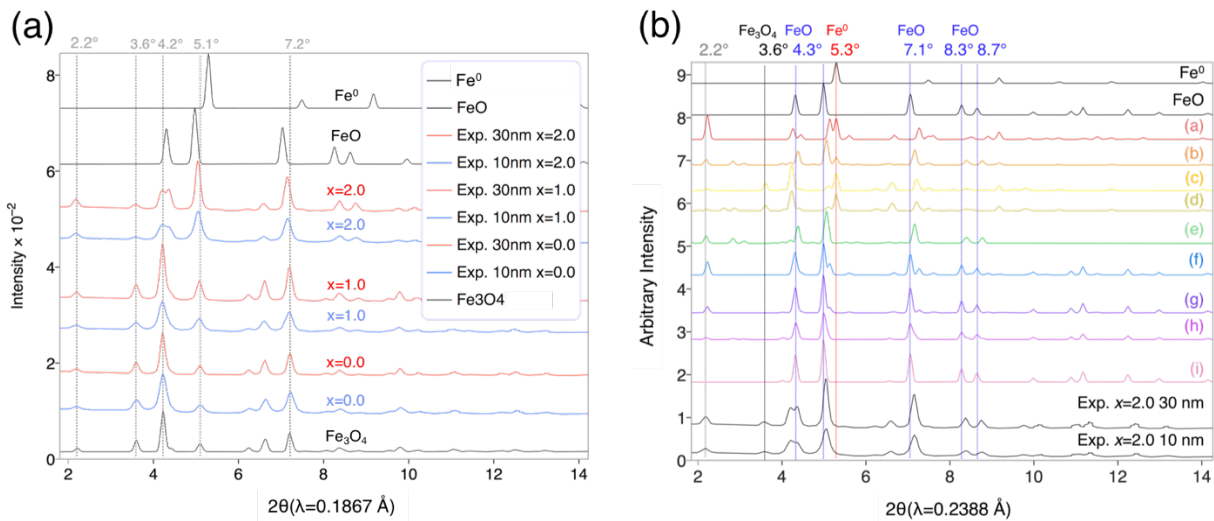 (a)
2.2° 3.6° 4.2° 5.1° 7.2°
Intensity × 10⁻²
8
6
4
2
0
Fe⁰
FeO
x=2.0
x=2.0
x=1.0
x=1.0
x=0.0
x=0.0
Fe₃O₄
Fe⁰
FeO
Exp. 30nm x=2.0
Exp. 10nm x=2.0
Exp. 30nm x=1.0
Exp. 10nm x=1.0
Exp. 30nm x=0.0
Exp. 10nm x=0.0
Fe3O4
2 4 6 8 10 12 14
2θ(λ=0.1867 Å)
(b)
Fe₃O₄ FeO Fe⁰ FeO FeO
2.2° 3.6° 4.3° 5.3° 7.1° 8.3° 8.7°
Arbitrary Intensity
9
8
7
6
5
4
3
2
1
0
Fe⁰
FeO
(a)
(b)
(c)
(d)
(e)
(f)
(g)
(h)
(i)
Exp. x=2.0 30 nm
Exp. x=2.0 10 nm
2 4 6 8 10 12 14
2θ(λ=0.2388 Å)